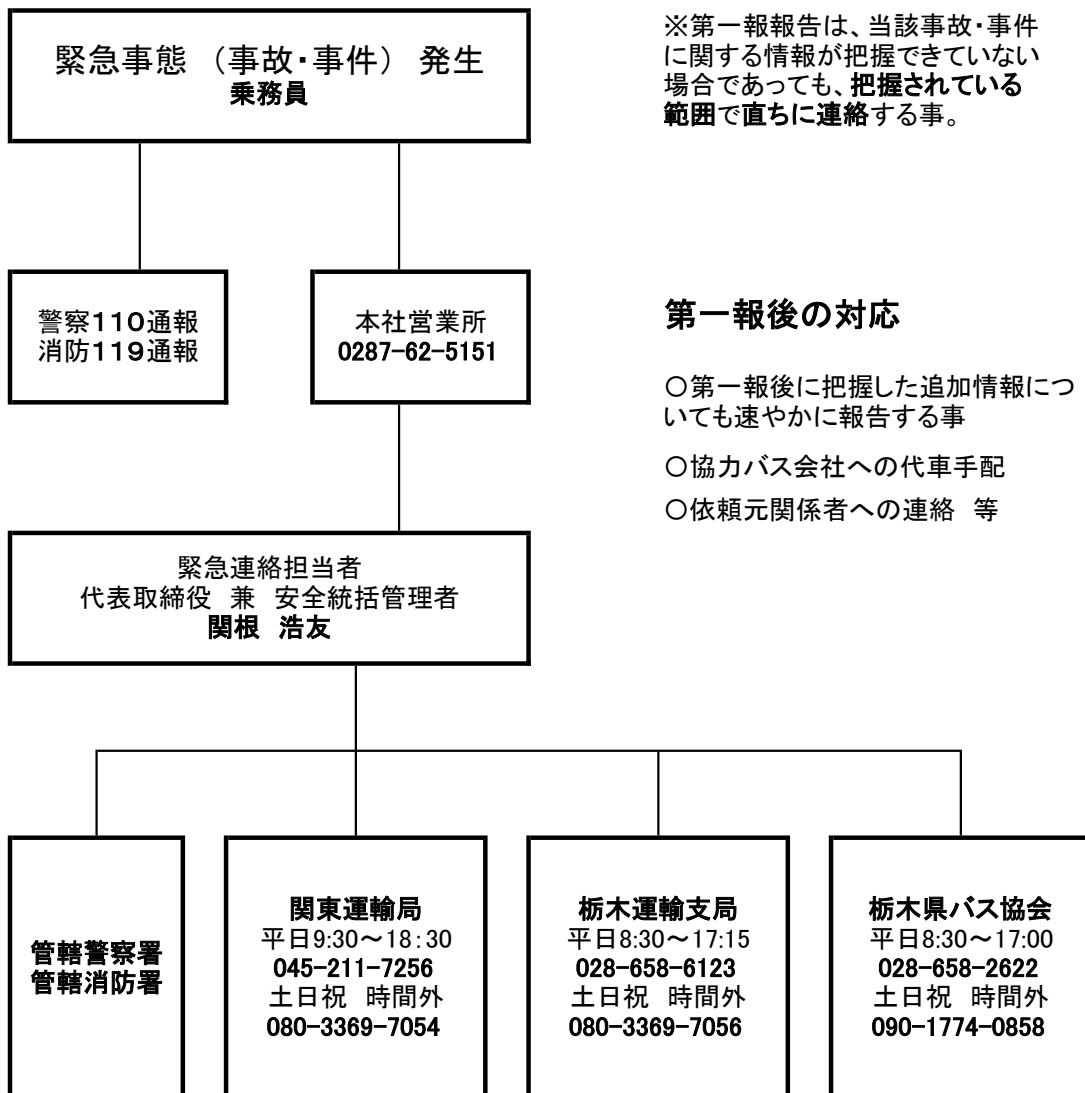 緊急事態 （事故・事件） 発生
乗務員
※第一報報告は、当該事故・事件
に関する情報が把握できていない
場合であっても、把握されている
範囲で直ちに連絡する事。
警察110通報
消防119通報
本社営業所
0287-62-5151
第一報後の対応
○第一報後に把握した追加情報につ
いても速やかに報告する事
○協力バス会社への代車手配
○依頼元関係者への連絡 等
緊急連絡担当者
代表取締役 兼 安全統括管理者
関根 浩友
管轄警察署
管轄消防署
関東運輸局
平日9:30～18:30
045-211-7256
土日祝 時間外
080-3369-7054
栃木運輸支局
平日8:30～17:15
028-658-6123
土日祝 時間外
080-3369-7056
栃木県バス協会
平日8:30～17:00
028-658-2622
土日祝 時間外
090-1774-0858